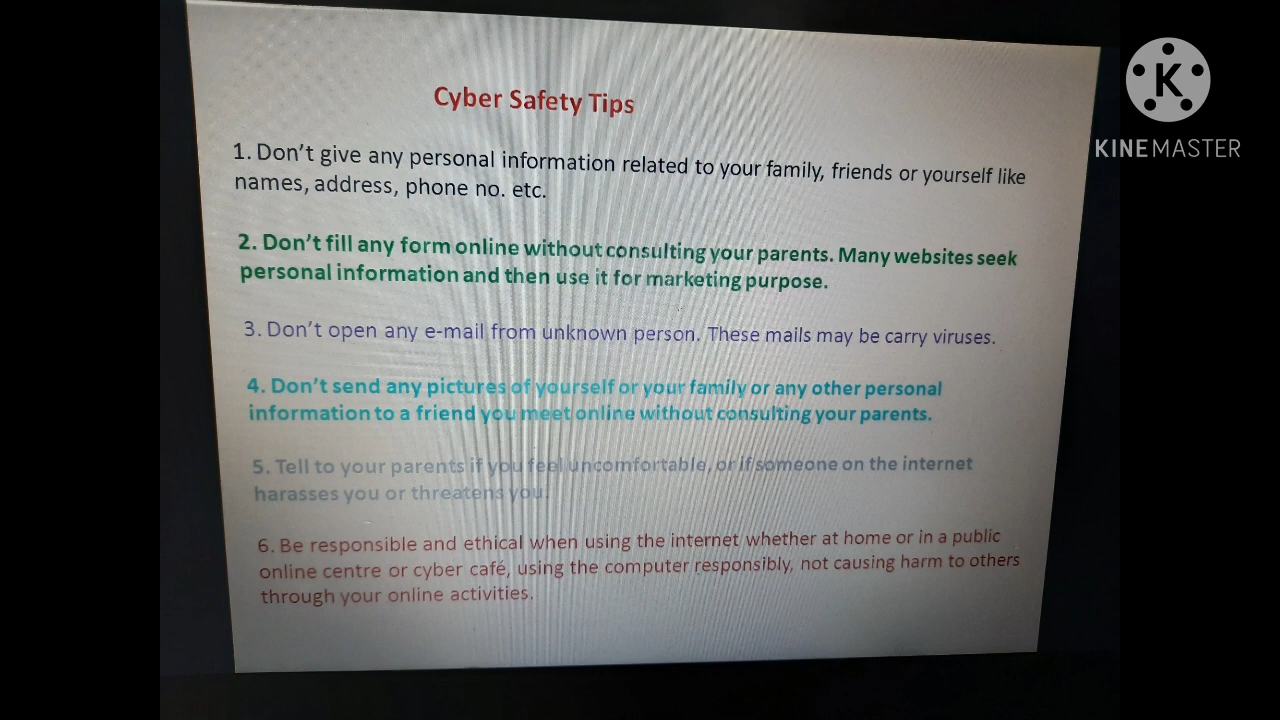 Cyber Safety Tips
1. Don't give any personal information related to your family, friends or yourself like
names, address, phone no. etc.
2. Don't fill any form online without consulting your parents. Many websites seek
personal information and then use it for marketing purpose.
3. Don't open any e-mail from unknown person. These mails may be carry viruses.
4. Don't send any pictures of yourself or your family or any other personal
information to a friend you meet online without consulting your parents.
5. Tell to your parents if you feel uncomfortable, or if someone on the internet
harasses you or threatens you.
6. Be responsible and ethical when using the internet whether at home or in a public
online centre or cyber café, using the computer responsibly, not causing harm to others
through your online activities.
K
KINEMASTER